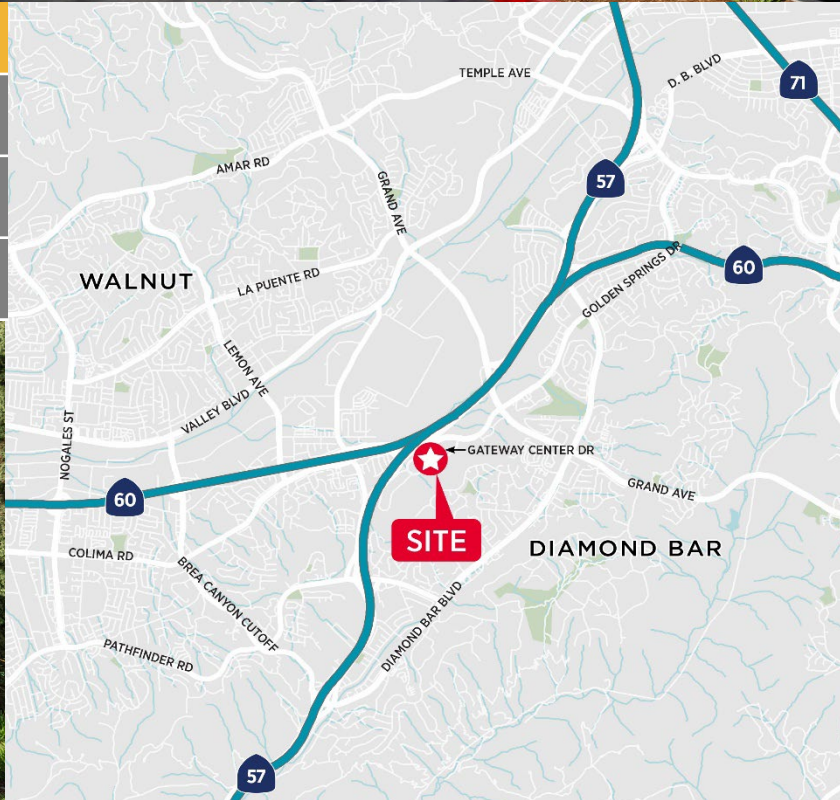 TEMPLE AVE
D. B. BLVD
71
AMAR RD
57
GRAND AVE
WALNUT
LA PUENTE RD
GOLDEN SPRINGS DR
60
LEMON AVE
VALLEY BLVD
NOGALES ST
GATEWAY CENTER DR
60
GRAND AVE
SITE
DIAMOND BAR
COLIMA RD
BREA CANYON CUTOFF
DIAMOND BAR BLVD
PATHFINDER RD
57